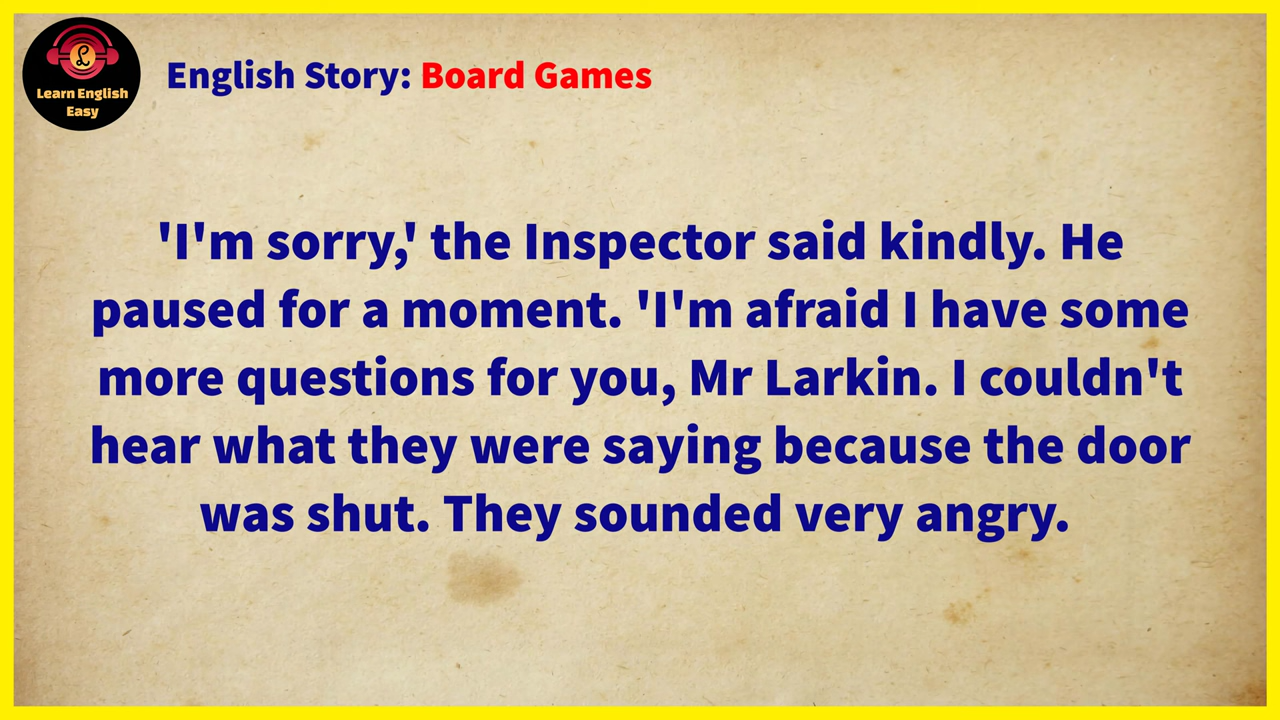 Learn English
Easy
English Story: Board Games
'I'm sorry,' the Inspector said kindly. He
paused for a moment. 'I'm afraid I have some
more questions for you, Mr Larkin. I couldn't
hear what they were saying because the door
was shut. They sounded very angry.